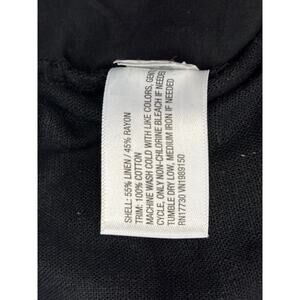 SHELL: 55% LINEN / 45% RAYON
TRIM: 100% COTTON
MACHINE WASH COLD WITH LIKE COLORS, GEN
CYCLE, ONLY NON-CHLORINE BLEACH IF NEEDED
TUMBLE DRY LOW, MEDIUM IRON IF NEEDED
RN17730 VN1989150